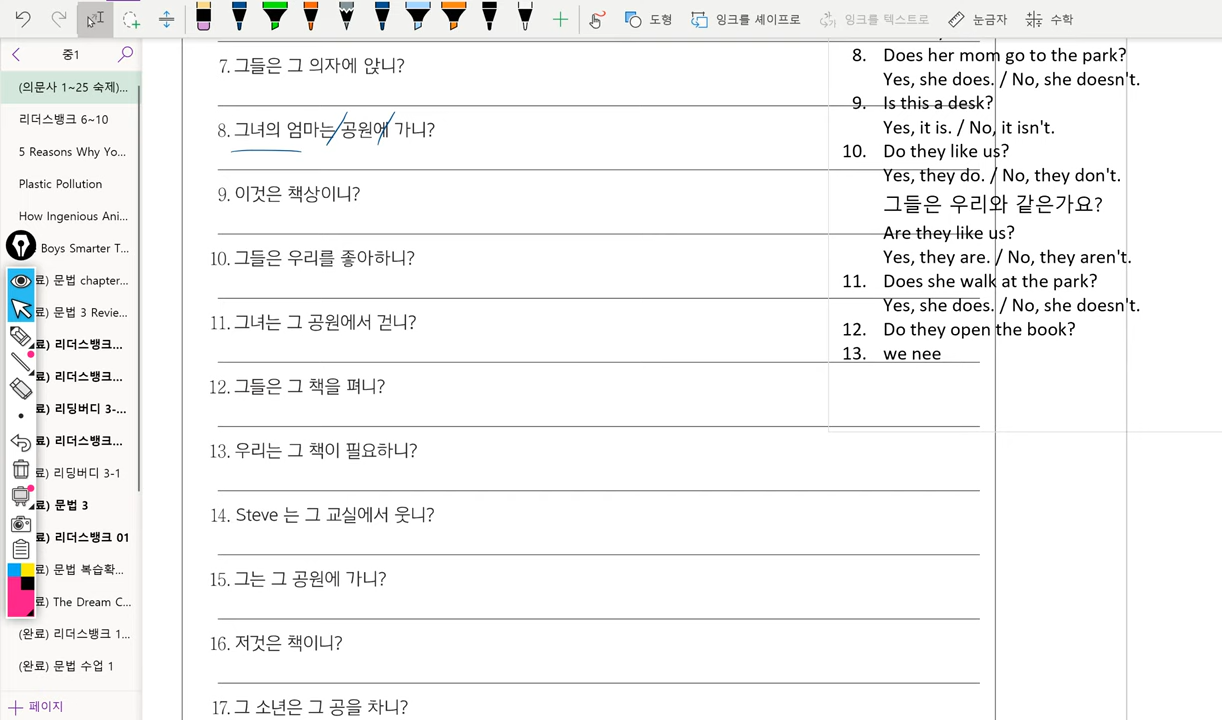 도형
잉크를 셰이프로
잉크를 텍스트로
눈금자
수학
중1
(의문사 1~25 숙제)...
리더스뱅크 6~10
5 Reasons Why Yo...
Plastic Pollution
How Ingenious Ani...
Boys Smarter T...
료) 문법 chapter...
료) 문법 3 Revie...
료) 리더스뱅크...
료) 리더스뱅크...
료) 리딩버디 3-...
료) 리더스뱅크...
료) 리딩버디 3-1
료) 문법 3
료) 리더스뱅크 01
료) 문법 복습확...
료) The Dream C...
(완료) 리더스뱅크 1...
(완료) 문법 수업 1
페이지
7. 그들은 그 의자에 앉니?
8. 그녀의 엄마는 공원에 가니?
9. 이것은 책상이니?
10. 그들은 우리를 좋아하니?
11. 그녀는 그 공원에서 걷니?
12. 그들은 그 책을 펴니?
13. 우리는 그 책이 필요하니?
14. Steve 는 그 교실에서 웃니?
15. 그는 그 공원에 가니?
16. 저것은 책이니?
17. 그 소년은 그 공을 차니?
8. Does her mom go to the park?
Yes, she does. / No, she doesn't.
9. Is this a desk?
Yes, it is. / No, it isn't.
10. Do they like us?
Yes, they do. / No, they don't.
그들은 우리와 같은가요?
Are they like us?
Yes, they are. / No, they aren't.
11. Does she walk at the park?
Yes, she does. / No, she doesn't.
12. Do they open the book?
13. we nee